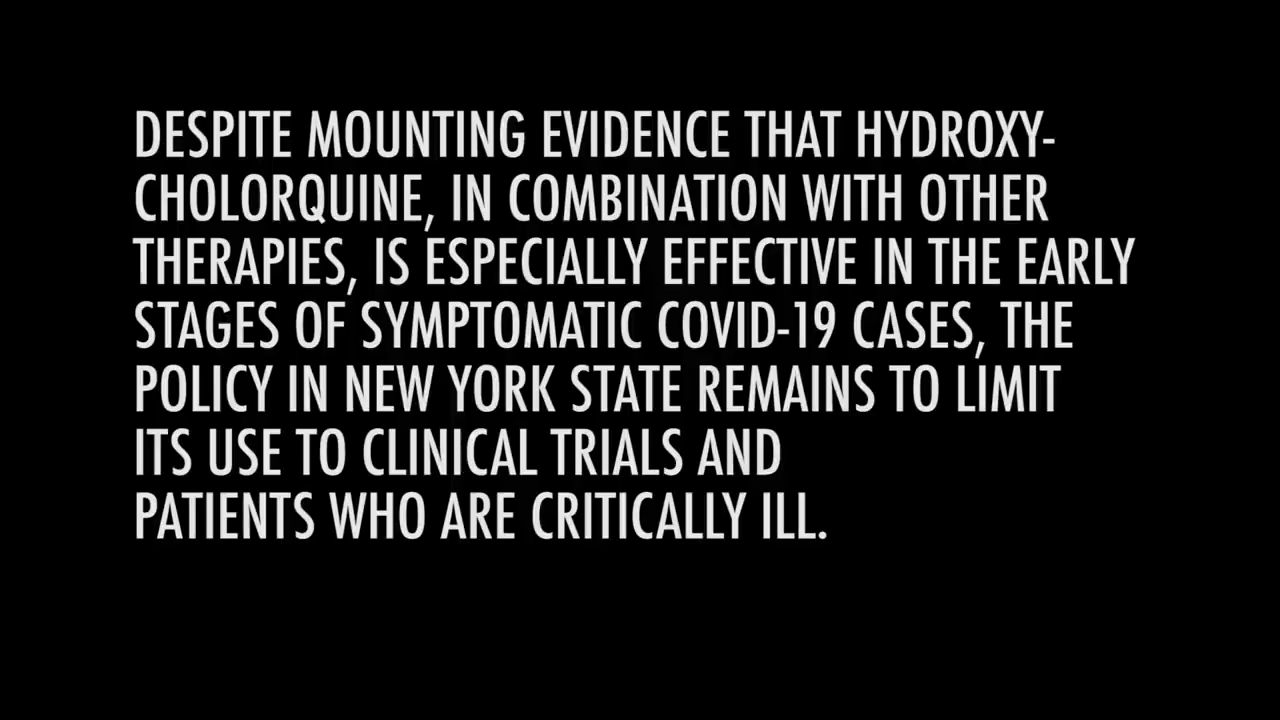 DESPITE MOUNTING EVIDENCE THAT HYDROXY-
CHOLORQUINE, IN COMBINATION WITH OTHER
THERAPIES, IS ESPECIALLY EFFECTIVE IN THE EARLY
STAGES OF SYMPTOMATIC COVID-19 CASES, THE
POLICY IN NEW YORK STATE REMAINS TO LIMIT
ITS USE TO CLINICAL TRIALS AND
PATIENTS WHO ARE CRITICALLY ILL.